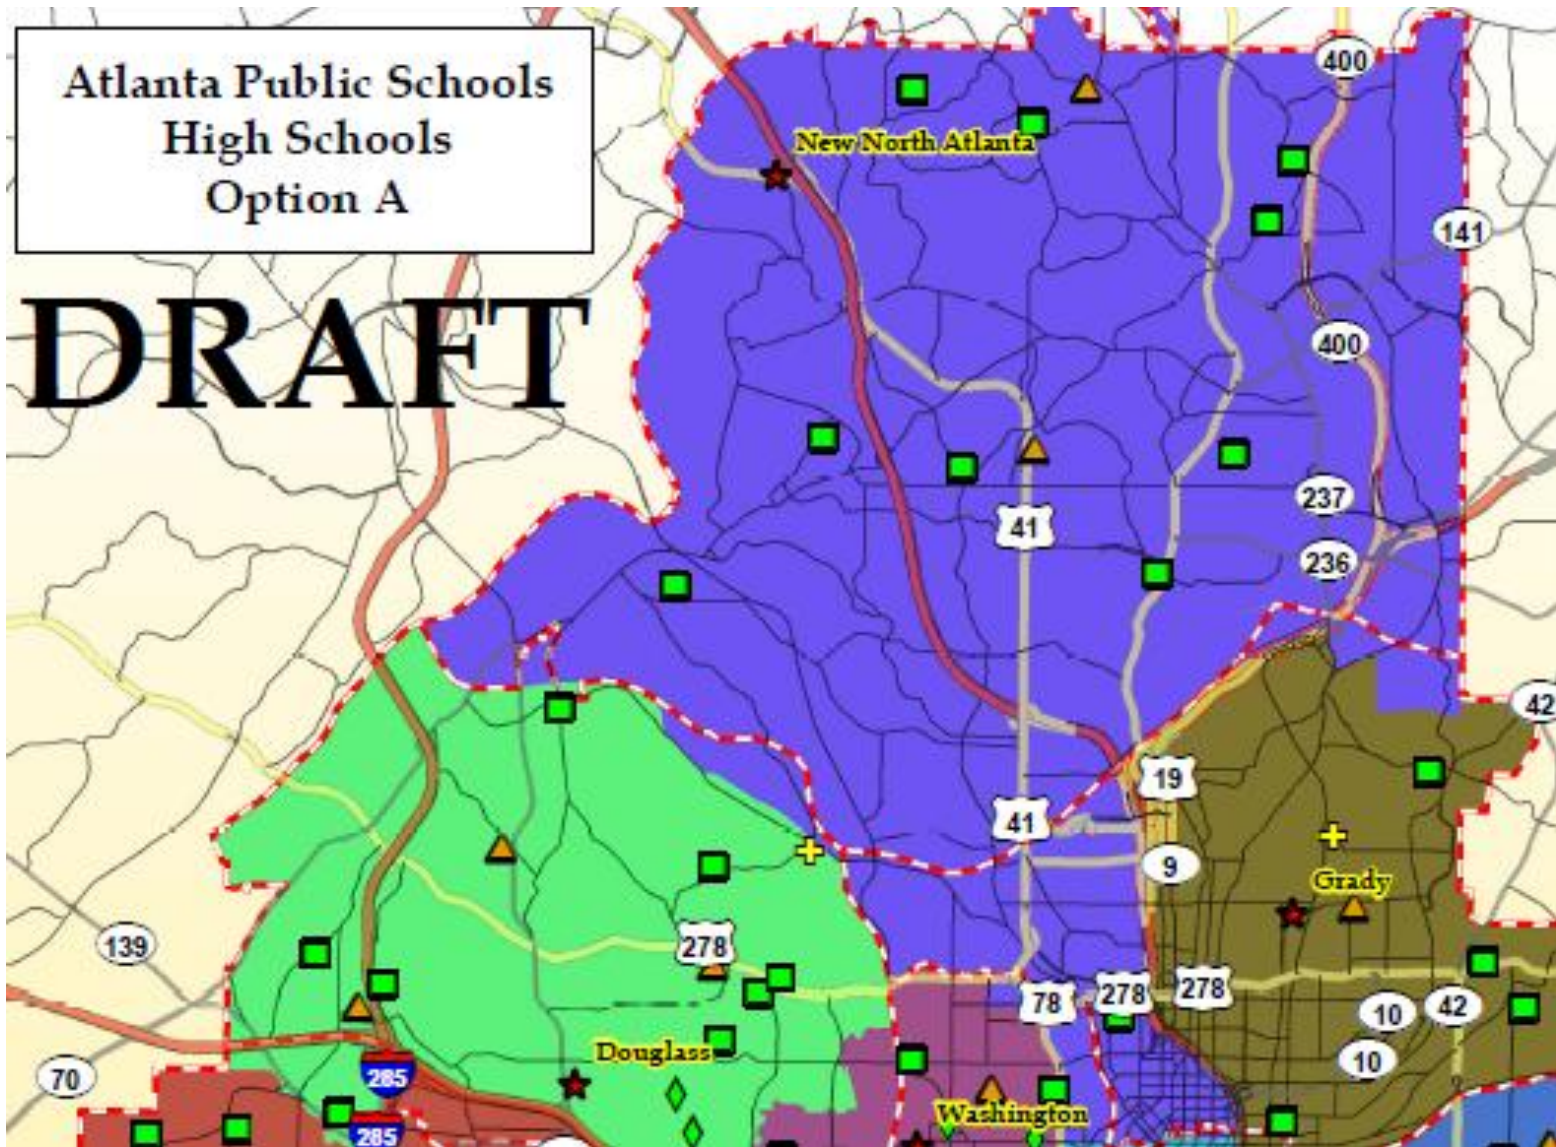 Atlanta Public Schools
High Schools
Option A
DRAFT
New North Atlanta
400
141
400
237
41
236
42
19
41
9
Grady
139
278
278
278
78
10
42
10
Douglass
70
285
Washington
285